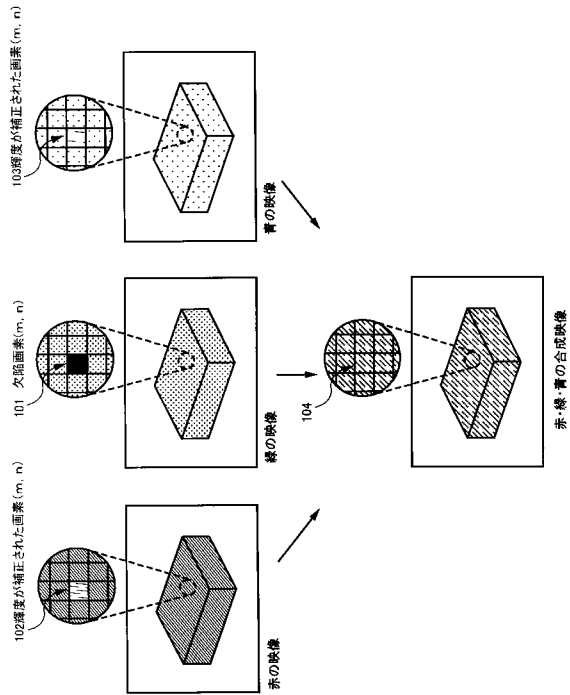 102輝度が補正された画素(m, n)
赤の映像
101 欠陥画素(m, n)
緑の映像
103輝度が補正された画素(m, n)
青の映像
104
赤・緑・青の合成映像